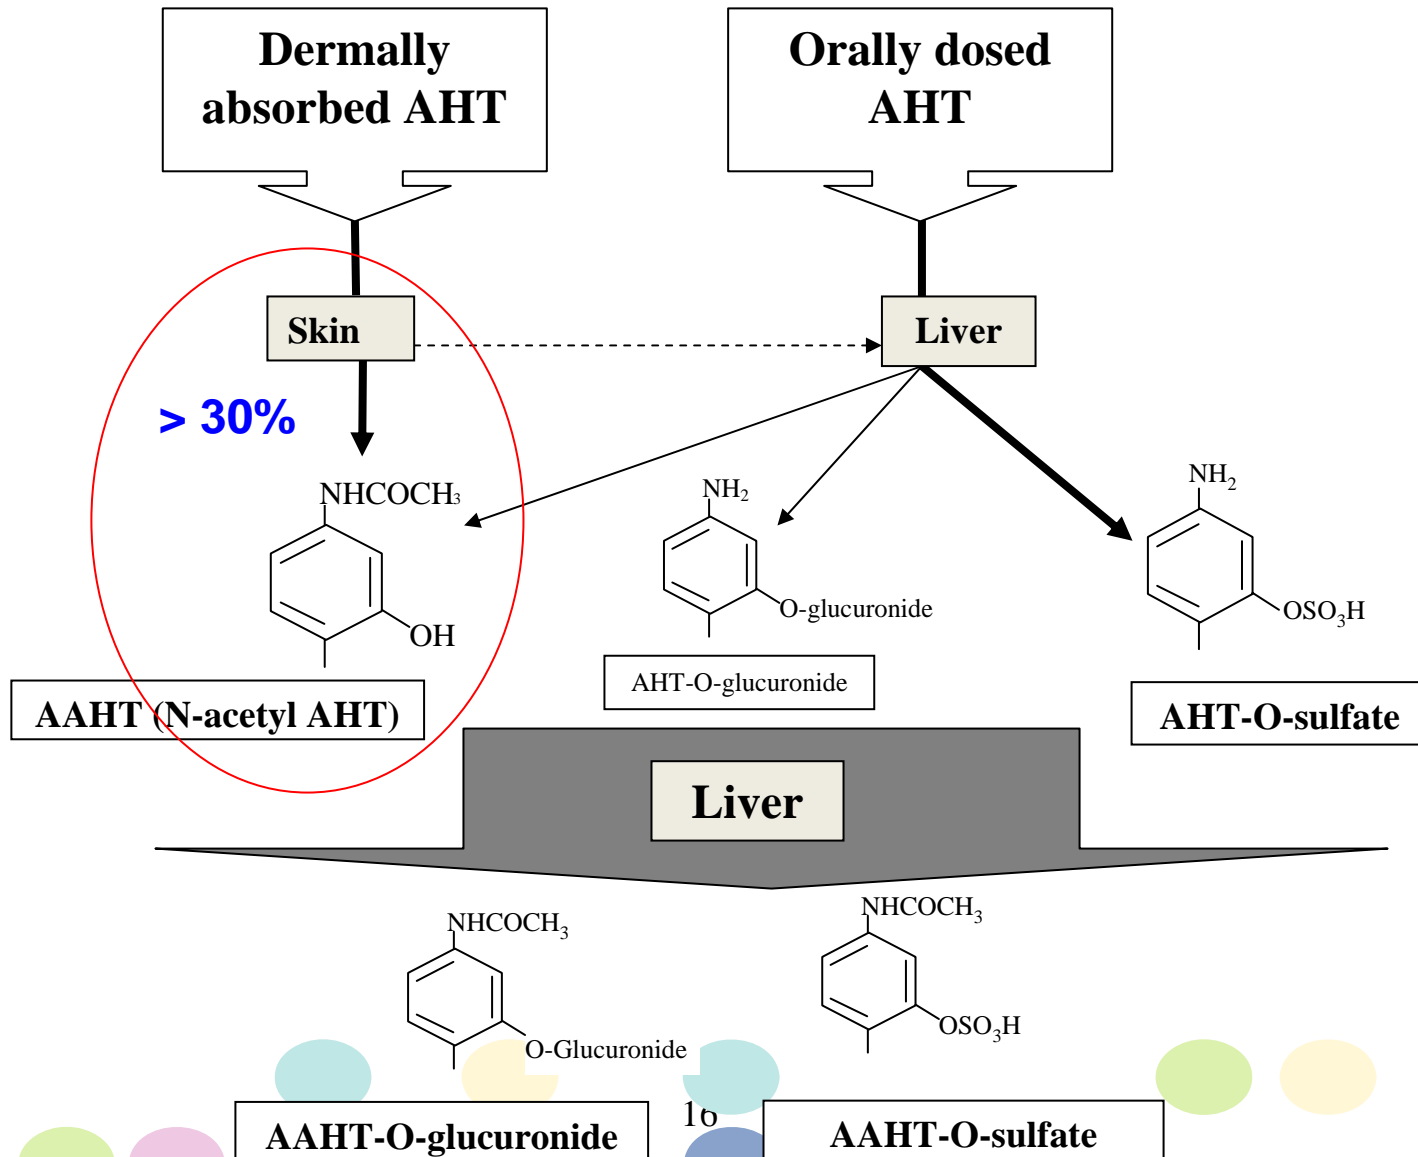 Dermally
absorbed AHT
Orally dosed
AHT
Skin
Liver
> 30%
NHCOCH3
OH
NH2
O-glucuronide
NH2
OSO3H
AAHT (N-acetyl AHT)
AHT-O-glucuronide
AHT-O-sulfate
Liver
NHCOCH3
O-Glucuronide
NHCOCH3
OSO3H
16
AAHT-O-glucuronide
AAHT-O-sulfate